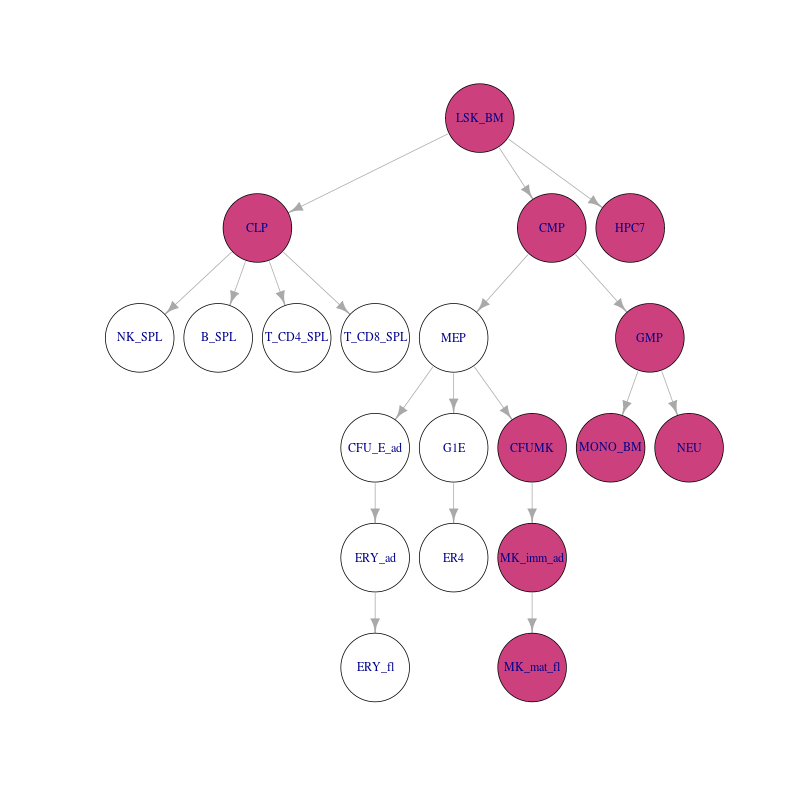 LSK_BM
CLP
CMP
HPC7
NK_SPL
B_SPL
T_CD4_SPL
T_CD8_SPL
MEP
GMP
CFU_E_ad
G1E
CFUMK
MONO_BM
NEU
ERY_ad
ER4
MK_imm_ad
ERY_fl
MK_mat_fl